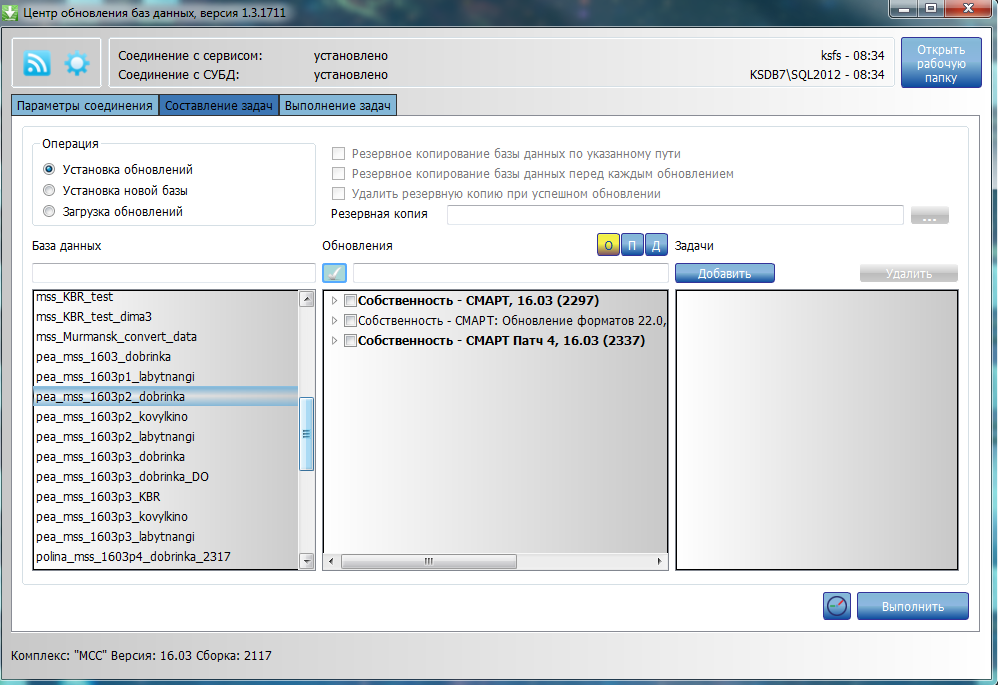 Центр обновления баз данных, версия 1.3.1711
Соединение с сервисом: установлено ksfs - 08:34
Соединение с СУБД: установлено KSDB7\SQL2012 - 08:34
Открыть
рабочую
папку
Параметры соединения Составление задач Выполнение задач
Операция
Установка обновлений
Установка новой базы
Загрузка обновлений
Резервное копирование базы данных по указанному пути
Резервное копирование базы данных перед каждым обновлением
Удалить резервную копию при успешном обновлении
Резервная копия ...
База данных
Обновления О П Д
Задачи
Добавить Удалить
mss_KBR_test
mss_KBR_test_dima3
mss_Murmansk_convert_data
pea_mss_1603_dobrinka
pea_mss_1603p1_labytnangi
pea_mss_1603p2_dobrinka
pea_mss_1603p2_kovylkino
pea_mss_1603p2_labytnangi
pea_mss_1603p3_dobrinka
pea_mss_1603p3_dobrinka_DO
pea_mss_1603p3_KBR
pea_mss_1603p3_kovylkino
pea_mss_1603p3_labytnangi
polina_mss_1603p4_dobrinka_2317
Собственность - СМАРТ, 16.03 (2297)
Собственность - СМАРТ: Обновление форматов 22.0,
Собственность - СМАРТ Патч 4, 16.03 (2337)
Выполнить
Комплекс: "МСС" Версия: 16.03 Сборка: 2117